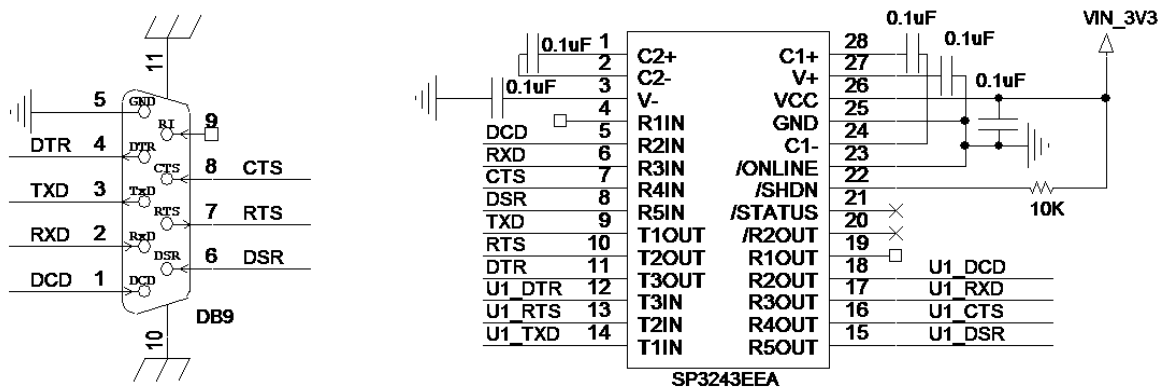 11
5 GND
RI 9
DTR 4 DTR
CTS 8 CTS
TXD 3 TxD
RTS 7 RTS
RXD 2 RxD
DSR 6 DSR
DCD 1 DCD
DB9
10
VIN_3V3
0.1uF 1 C2+ C1+ 28 0.1uF
2 C2- V+ 27 0.1uF
0.1uF 3 V- VCC 26 0.1uF
4 R1IN GND 25
DCD 5 R2IN C1- 24
RXD 6 R3IN /ONLINE 23
CTS 7 R4IN /SHDN 22 10K
DSR 8 R5IN /STATUS 21
TXD 9 T1OUT /R2OUT 20
RTS 10 T2OUT R1OUT 19
DTR 11 T3OUT R2OUT 18 U1_DCD
U1_DTR 12 T3IN R3OUT 17 U1_RXD
U1_RTS 13 T2IN R4OUT 16 U1_CTS
U1_TXD 14 T1IN R5OUT 15 U1_DSR
SP3243EEA